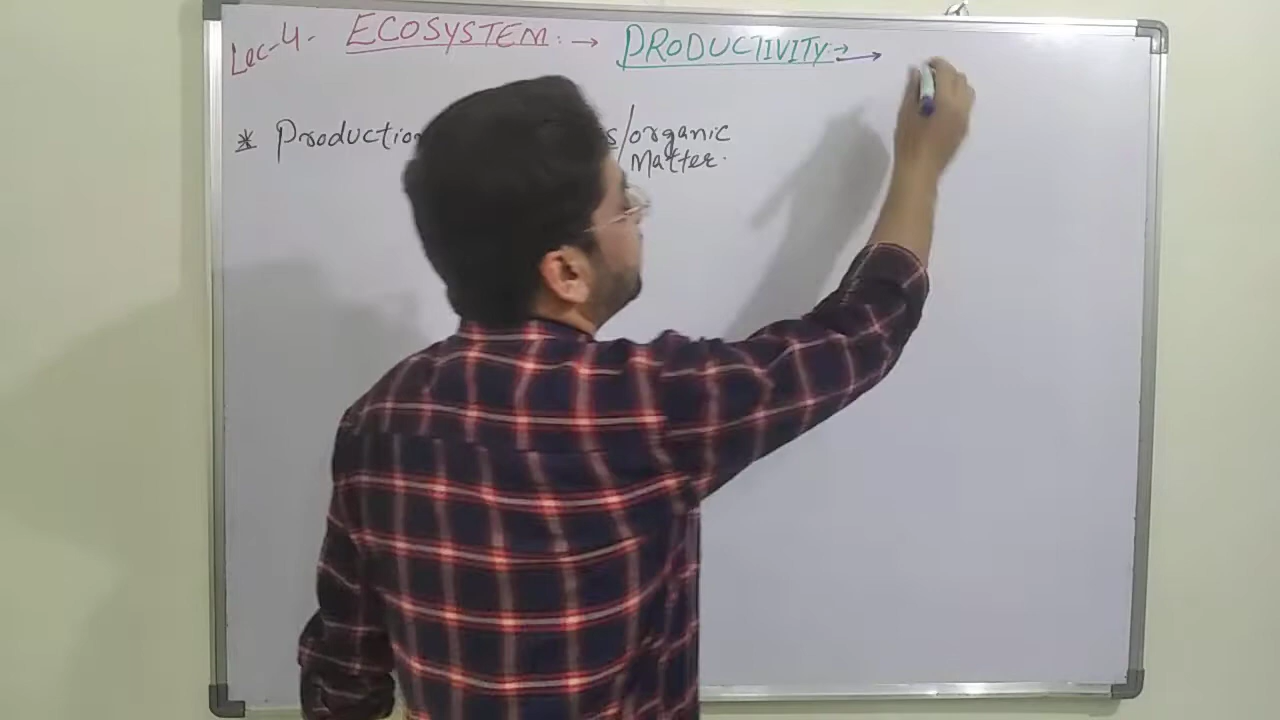 Lec-4. ECOSYSTEM :→ PRODUCTIVITY:→
* Production s/organic
Matter.